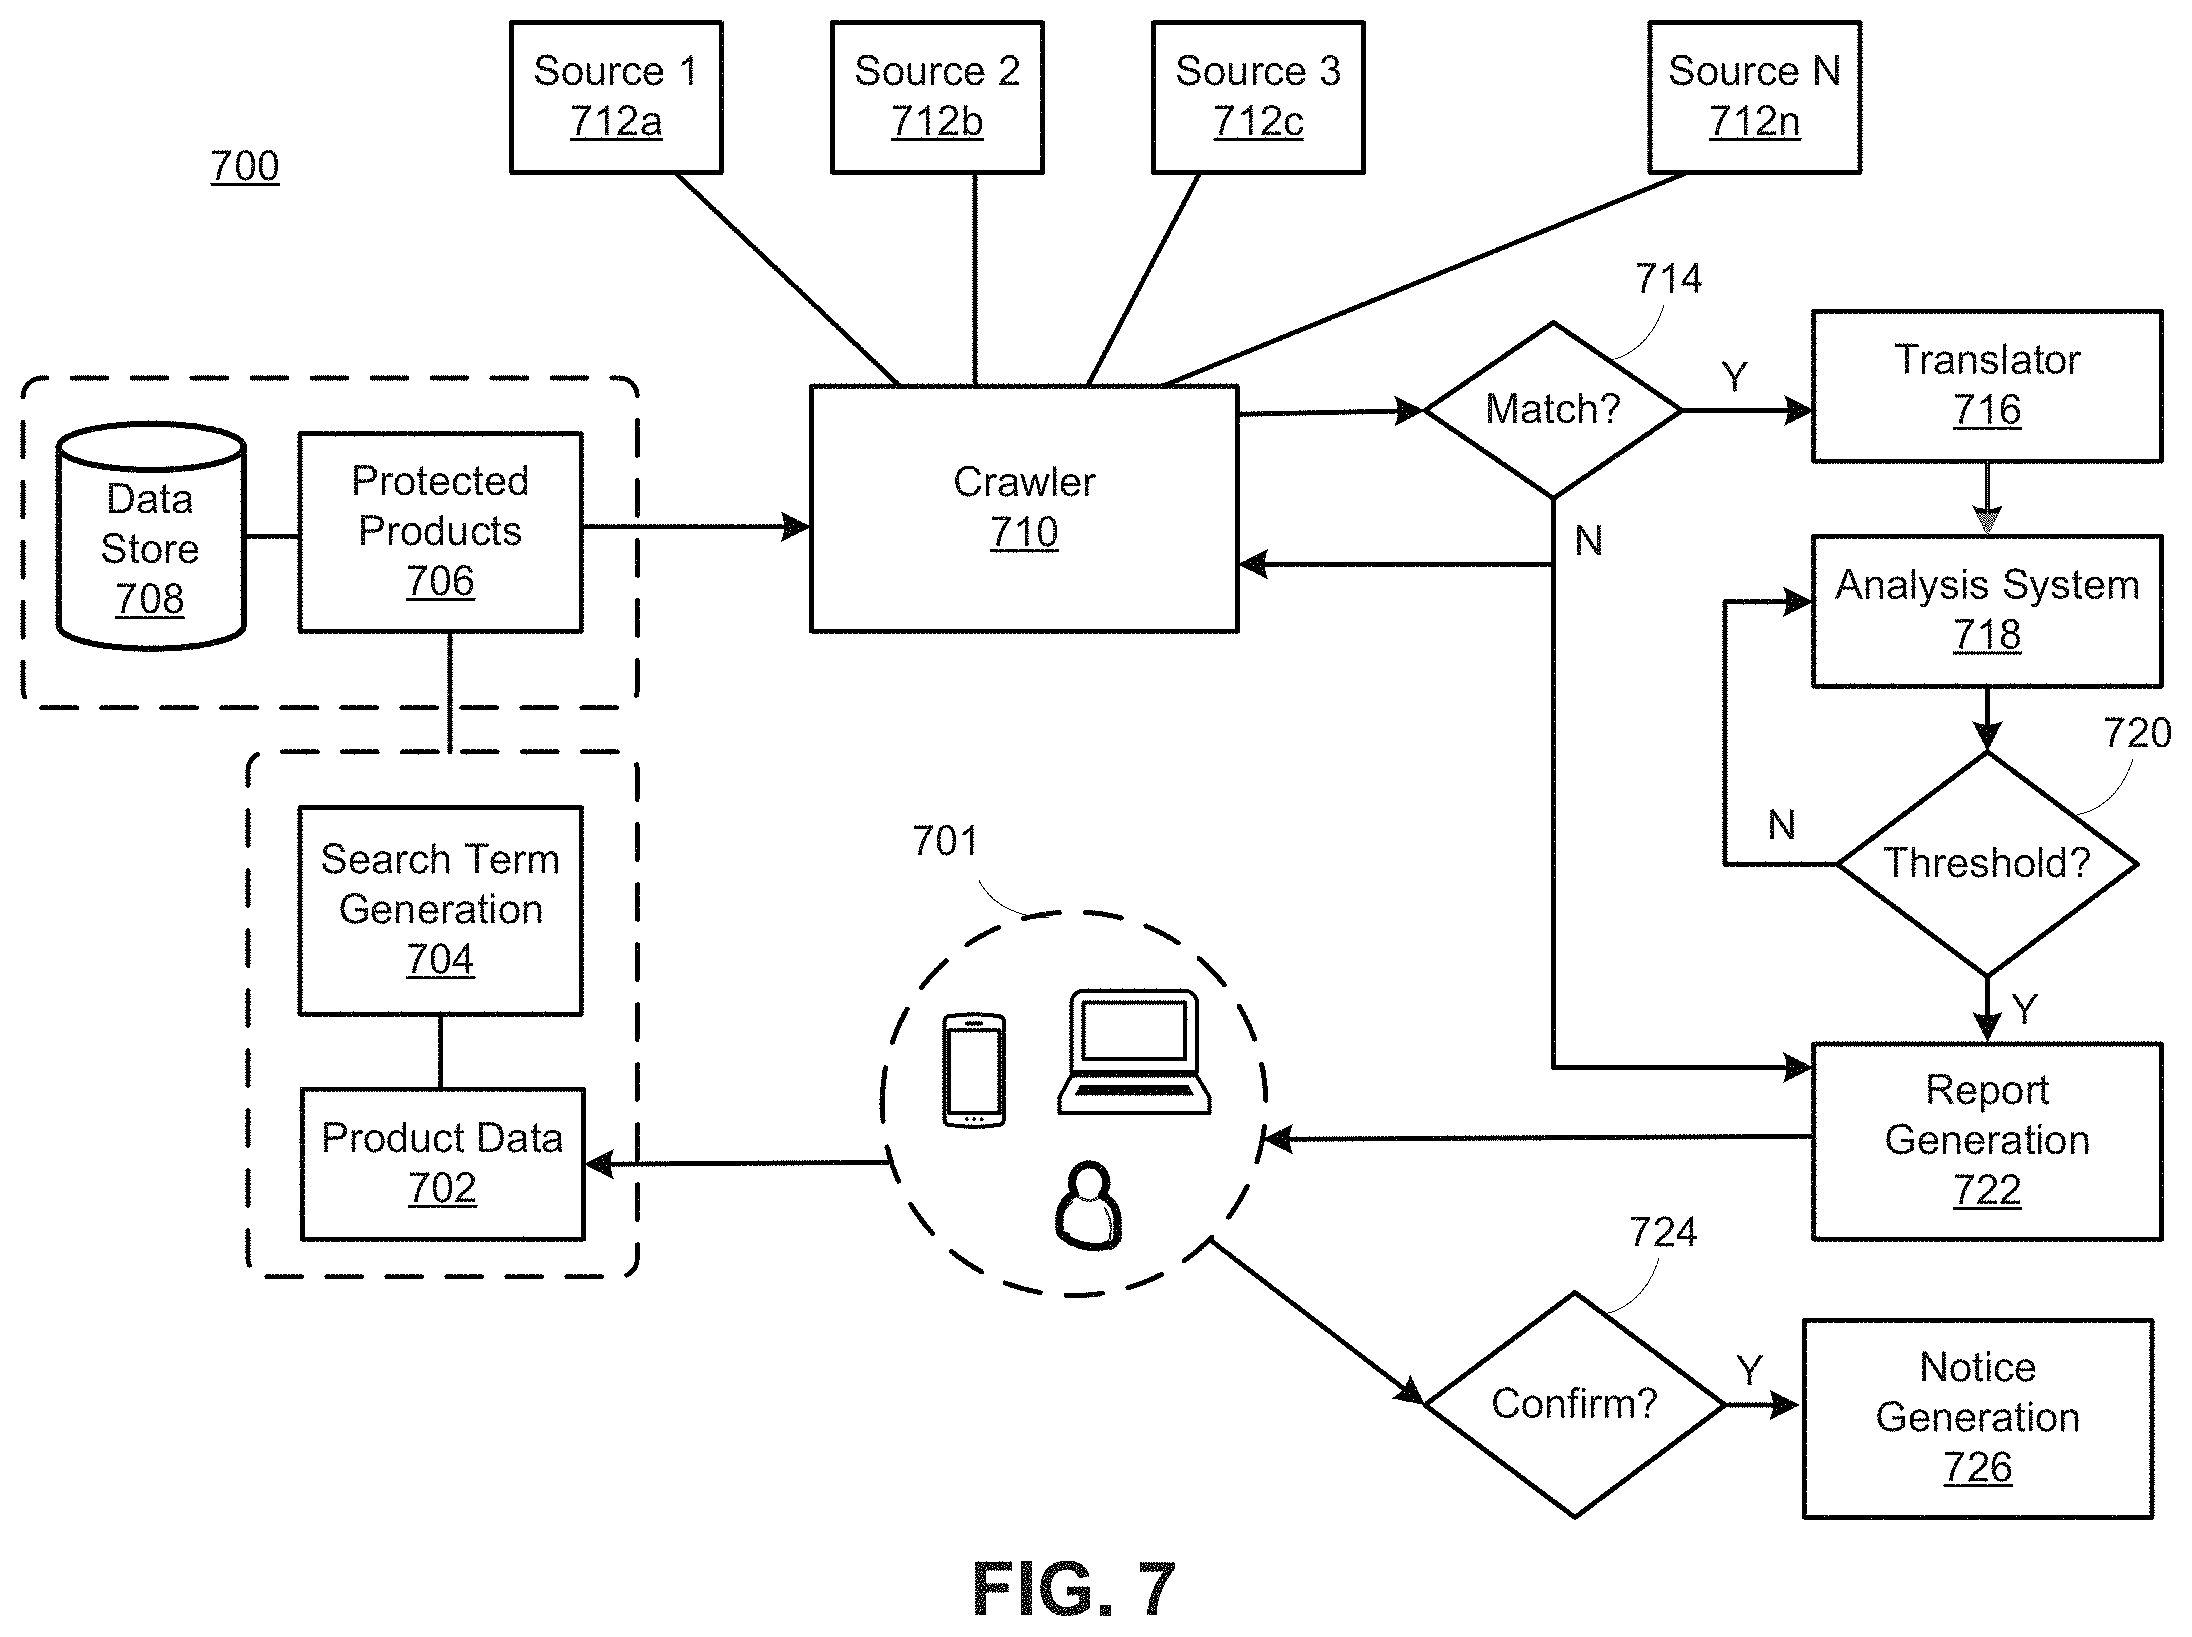 Source 1
712a
Source 2
712b
Source 3
712c
Source N
712n
700
714
Match?
Y
N
Translator
716
Data
Store
708
Protected
Products
706
Crawler
710
Analysis System
718
720
Threshold?
N
Y
Search Term
Generation
704
Product Data
702
701
Report
Generation
722
724
Confirm?
Y
Notice
Generation
726
FIG. 7